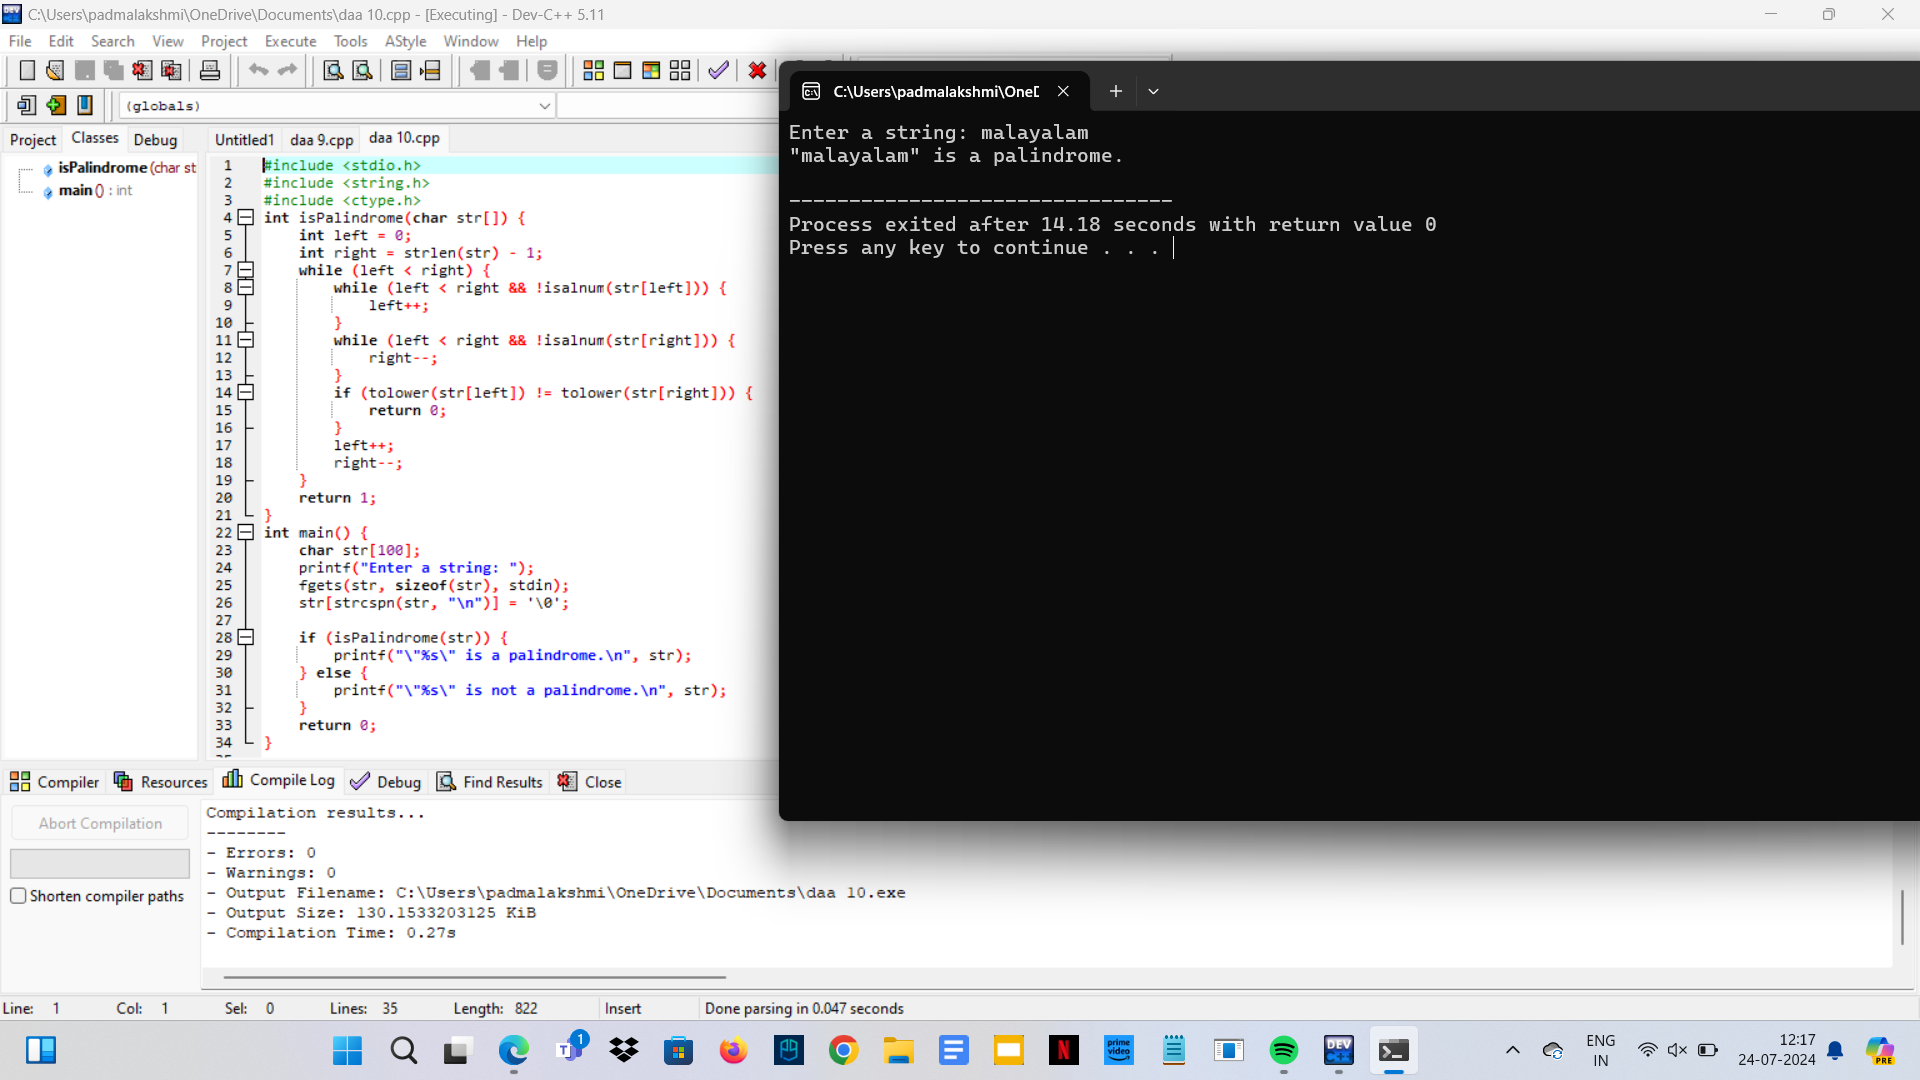 C:\Users\padmalakshmi\OneDrive\Documents\daa 10.cpp - [Executing] - Dev-C++ 5.11
File Edit Search View Project Execute Tools AStyle Window Help
(globals)
Project Classes Debug
isPalindrome (char st
main () : int
Untitled1 daa 9.cpp daa 10.cpp
1 #include <stdio.h>
2 #include <string.h>
3 #include <ctype.h>
4 int isPalindrome(char str[]) {
5 int left = 0;
6 int right = strlen(str) - 1;
7 while (left < right) {
8 while (left < right && !isalnum(str[left])) {
9 left++;
10 }
11 while (left < right && !isalnum(str[right])) {
12 right--;
13 }
14 if (tolower(str[left]) != tolower(str[right])) {
15 return 0;
16 }
17 left++;
18 right--;
19 }
20 return 1;
21 }
22 int main() {
23 char str[100];
24 printf("Enter a string: ");
25 fgets(str, sizeof(str), stdin);
26 str[strcspn(str, "\n")] = '\0';
27
28 if (isPalindrome(str)) {
29 printf("\"%s\" is a palindrome.\n", str);
30 } else {
31 printf("\"%s\" is not a palindrome.\n", str);
32 }
33 return 0;
34 }
C:\Users\padmalakshmi\OneD
Enter a string: malayalam
"malayalam" is a palindrome.
--------------------------------
Process exited after 14.18 seconds with return value 0
Press any key to continue . . .
Compiler Resources Compile Log Debug Find Results Close
Abort Compilation
Shorten compiler paths
Compilation results...
--------
- Errors: 0
- Warnings: 0
- Output Filename: C:\Users\padmalakshmi\OneDrive\Documents\daa 10.exe
- Output Size: 130.1533203125 KiB
- Compilation Time: 0.27s
Line: 1 Col: 1 Sel: 0 Lines: 35 Length: 822 Insert Done parsing in 0.047 seconds
1
prime video
DEV C++
ENG
IN
12:17
24-07-2024
PRE